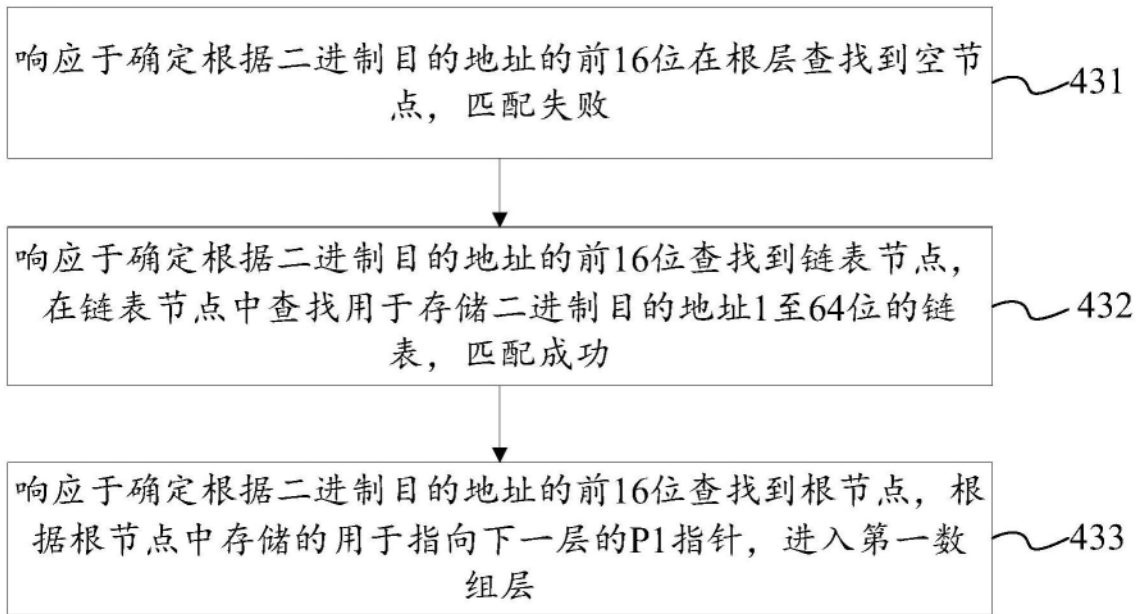 响应于确定根据二进制目的地址的前16位在根层查找到空节
点，匹配失败
431
响应于确定根据二进制目的地址的前16位查找到链表节点，
在链表节点中查找用于存储二进制目的地址1至64位的链
表，匹配成功
432
响应于确定根据二进制目的地址的前16位查找到根节点，根
据根节点中存储的用于指向下一层的P1指针，进入第一数
组层
433